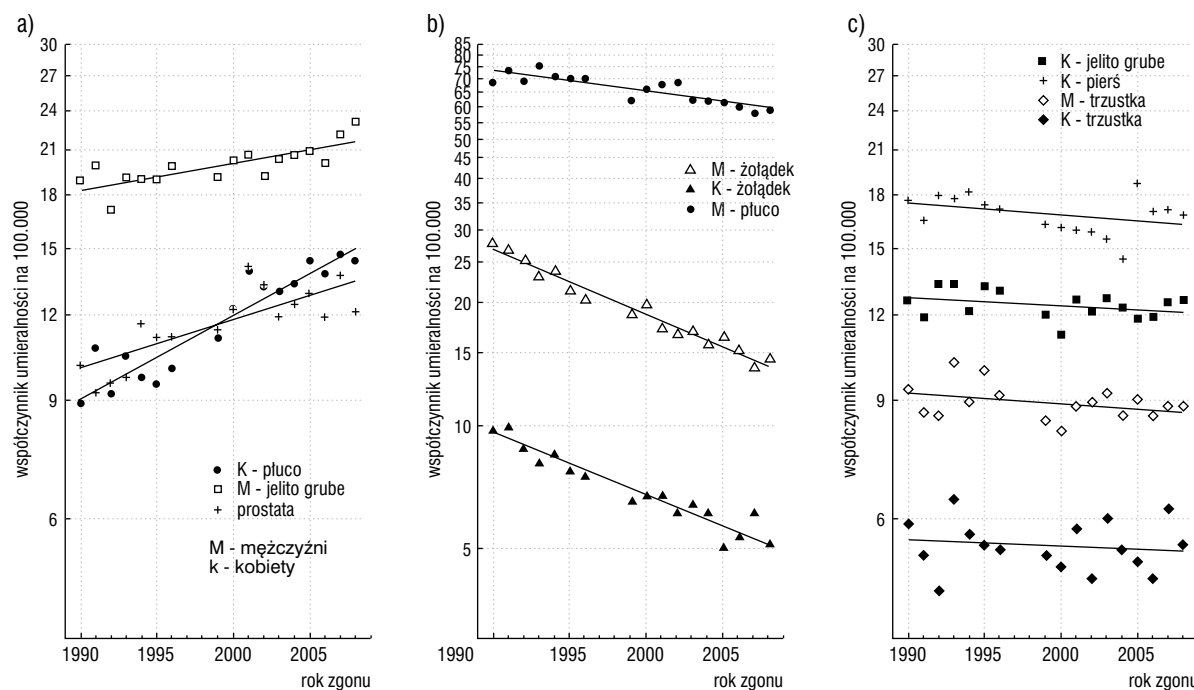 a)
współczynnik umieralności na 100.000
30
27
24
21
18
15
12
9
6
K - płuco
M - jelito grube
prostata
M - mężczyźni
k - kobiety
1990
1995
2000
2005
rok zgonu
b)
współczynnik umieralności na 100.000
85
80
75
70
65
60
55
50
45
40
35
30
25
20
15
10
5
M - żołądek
K - żołądek
M - płuco
1990
1995
2000
2005
rok zgonu
c)
współczynnik umieralności na 100.000
30
27
24
21
18
15
12
9
6
K - jelito grube
K - pierś
M - trzustka
K - trzustka
1990
1995
2000
2005
rok zgonu